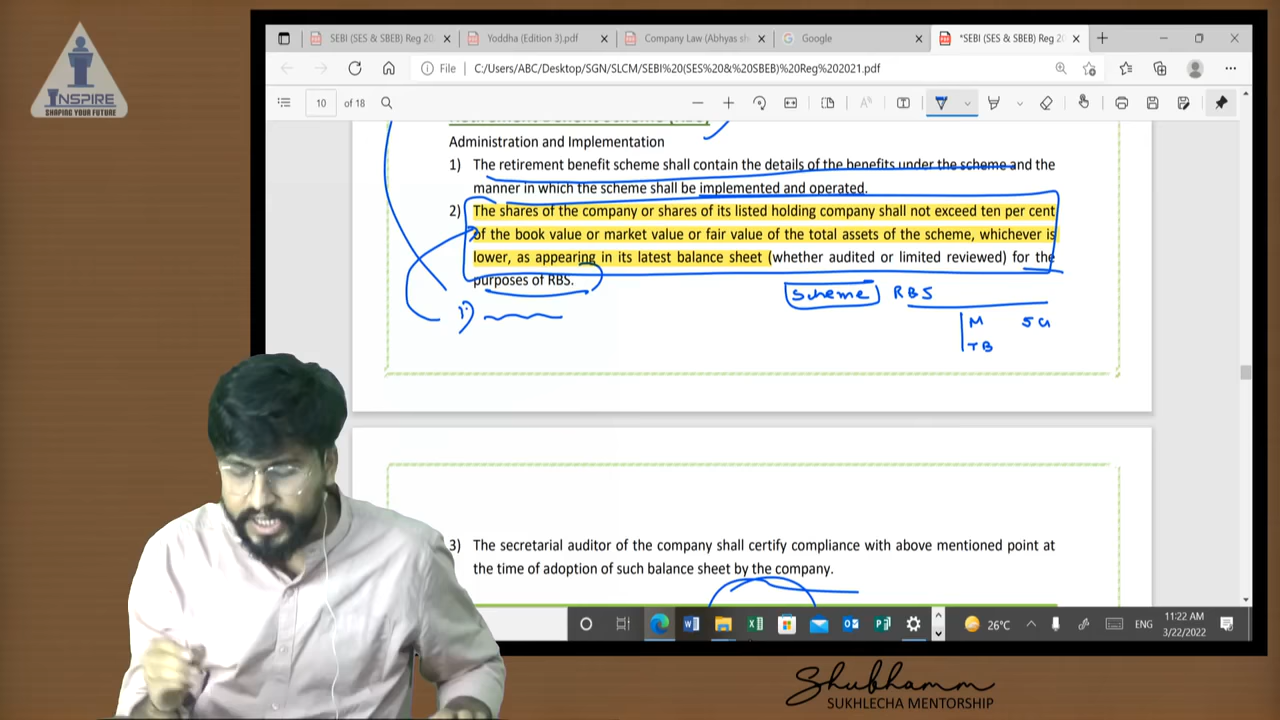 INSPIRE
SHAPING YOUR FUTURE
SEBI (SES & SBEB) Reg 20
Yoddha (Edition 3).pdf
Company Law (Abhyas sh
Google
*SEBI (SES & SBEB) Reg 20
File
C:/Users/ABC/Desktop/SGN/SLCM/SEBI%20(SES%20&%20SBEB)%20Reg%202021.pdf
10 of 18
Administration and Implementation
1) The retirement benefit scheme shall contain the details of the benefits under the scheme and the
manner in which the scheme shall be implemented and operated.
2) The shares of the company or shares of its listed holding company shall not exceed ten per cent
of the book value or market value or fair value of the total assets of the scheme, whichever is
lower, as appearing in its latest balance sheet (whether audited or limited reviewed) for the
purposes of RBS.
Scheme RBS
M
TB
3) The secretarial auditor of the company shall certify compliance with above mentioned point at
the time of adoption of such balance sheet by the company.
26°C
ENG
11:22 AM
3/22/2022
Shubhamm
SUKHLECHA MENTORSHIP